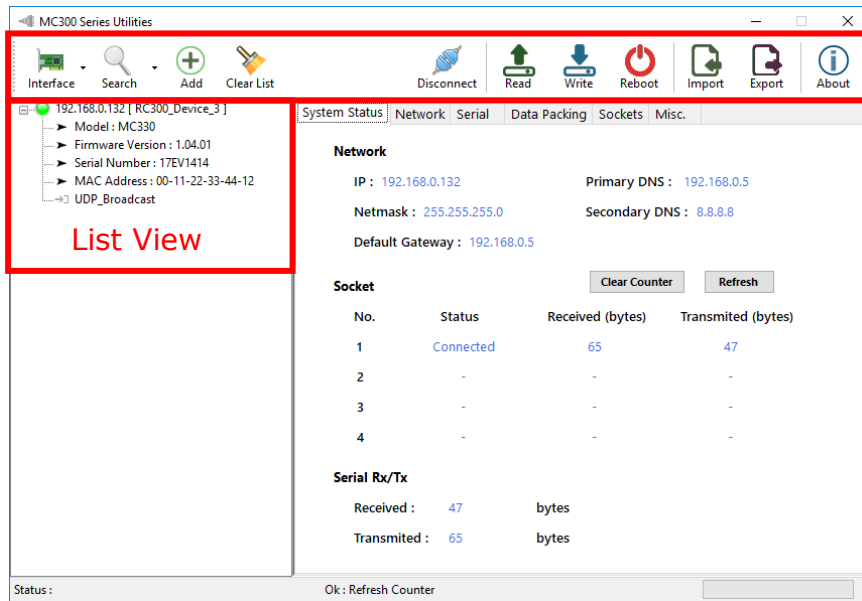 MC300 Series Utilities
Interface Search Add Clear List Disconnect Read Write Reboot Import Export About
192.168.0.132 [ RC300_Device_3 ]
Model : MC330
Firmware Version : 1.04.01
Serial Number : 17EV1414
MAC Address : 00-11-22-33-44-12
UDP_Broadcast
List View
System Status Network Serial Data Packing Sockets Misc.
Network
IP : 192.168.0.132 Primary DNS : 192.168.0.5
Netmask : 255.255.255.0 Secondary DNS : 8.8.8.8
Default Gateway : 192.168.0.5
Socket Clear Counter Refresh
No. Status Received (bytes) Transmited (bytes)
1 Connected 65 47
2 - - -
3 - - -
4 - - -
Serial Rx/Tx
Received : 47 bytes
Transmited : 65 bytes
Status : Ok : Refresh Counter